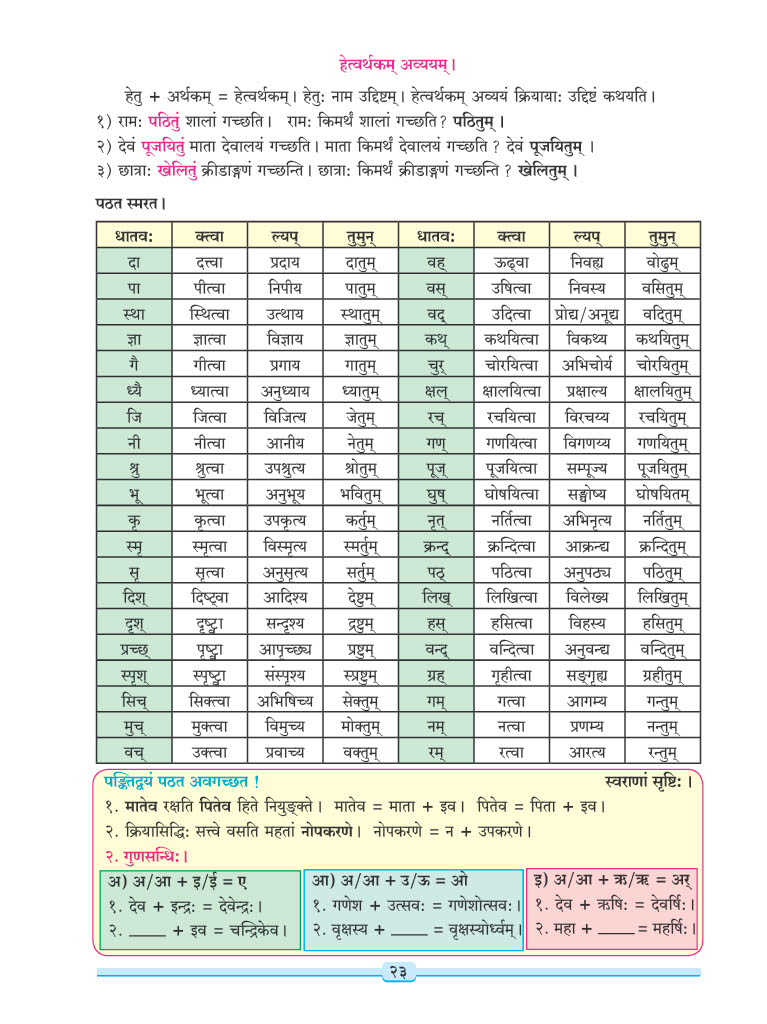 हेत्वर्थकम् अव्ययम्।
हेतु + अर्थकम् = हेत्वर्थकम्। हेतुः नाम उद्दिष्टम्। हेत्वर्थकम् अव्ययं क्रियायाः उद्दिष्टं कथयति।
१) रामः पठितुं शालां गच्छति। रामः किमर्थं शालां गच्छति? पठितुम्।
२) देवं पूजयितुं माता देवालयं गच्छति। माता किमर्थं देवालयं गच्छति ? देवं पूजयितुम् ।
३) छात्राः खेलितुं क्रीडाङ्गणं गच्छन्ति। छात्राः किमर्थं क्रीडाङ्गणं गच्छन्ति ? खेलितुम्।
पठत स्मरत।
धातवः क्त्वा ल्यप् तुमुन् धातवः क्त्वा ल्यप् तुमुन्
दा दत्त्वा प्रदाय दातुम् वह् ऊढ्वा निवह्य वोढुम्
पा पीत्वा निपीय पातुम् वस् उषित्वा निवस्य वसितुम्
स्था स्थित्वा उत्थाय स्थातुम् वद् उदित्वा प्रोद्य/अनूद्य वदितुम्
ज्ञा ज्ञात्वा विज्ञाय ज्ञातुम् कथ् कथयित्वा विकथ्य कथयितुम्
गै गीत्वा प्रगाय गातुम् चुर् चोरयित्वा अभिचोर्य चोरयितुम्
ध्यै ध्यात्वा अनुध्याय ध्यातुम् क्षल् क्षालयित्वा प्रक्षाल्य क्षालयितुम्
जि जित्वा विजित्य जेतुम् रच् रचयित्वा विरचय्य रचयितुम्
नी नीत्वा आनीय नेतुम् गण् गणयित्वा विगणय्य गणयितुम्
श्रु श्रुत्वा उपश्रुत्य श्रोतुम् पूज् पूजयित्वा सम्पूज्य पूजयितुम्
भू भूत्वा अनुभूय भवितुम् घुष् घोषयित्वा सङ्घोष्य घोषयितम्
कृ कृत्वा उपकृत्य कर्तुम् नृत् नर्तित्वा अभिनृत्य नर्तितुम्
स्मृ स्मृत्वा विस्मृत्य स्मर्तुम् क्रन्द् क्रन्दित्वा आक्रन्द्य क्रन्दितुम्
सृ सृत्वा अनुसृत्य सर्तुम् पठ् पठित्वा अनुपठ्य पठितुम्
दिश् दिष्ट्वा आदिश्य देष्टुम् लिख् लिखित्वा विलेख्य लिखितुम्
दृश् दृष्ट्वा सन्दृश्य द्रष्टुम् हस् हसित्वा विहस्य हसितुम्
प्रच्छ् पृष्ट्वा आपृच्छ्य प्रष्टुम् वन्द् वन्दित्वा अनुवन्द्य वन्दितुम्
स्पृश् स्पृष्ट्वा संस्पृश्य स्प्रष्टुम् ग्रह् गृहीत्वा सङ्गृह्य ग्रहीतुम्
सिच् सिक्त्वा अभिषिच्य सेक्तुम् गम् गत्वा आगम्य गन्तुम्
मुच् मुक्त्वा विमुच्य मोक्तुम् नम् नत्वा प्रणम्य नन्तुम्
वच् उक्त्वा प्रवाच्य वक्तुम् रम् रत्वा आरत्य रन्तुम्
पङ्क्तिद्वयं पठत अवगच्छत ! स्वराणां सृष्टिः।
१. मातेव रक्षति पितेव हिते नियुङ्क्ते। मातेव = माता + इव। पितेव = पिता + इव।
२. क्रियासिद्धिः सत्त्वे वसति महतां नोपकरणे। नोपकरणे = न + उपकरणे।
२. गुणसन्धिः।
अ) अ/आ + इ/ई = ए
१. देव + इन्द्रः = देवेन्द्रः।
२. _____ + इव = चन्द्रिकेव।
आ) अ/आ + उ/ऊ = ओ
१. गणेश + उत्सवः = गणेशोत्सवः।
२. वृक्षस्य + _____ = वृक्षस्योर्ध्वम्।
इ) अ/आ + ऋ/ऋ = अर्
१. देव + ऋषिः = देवर्षिः।
२. महा + _____ = महर्षिः।
२३